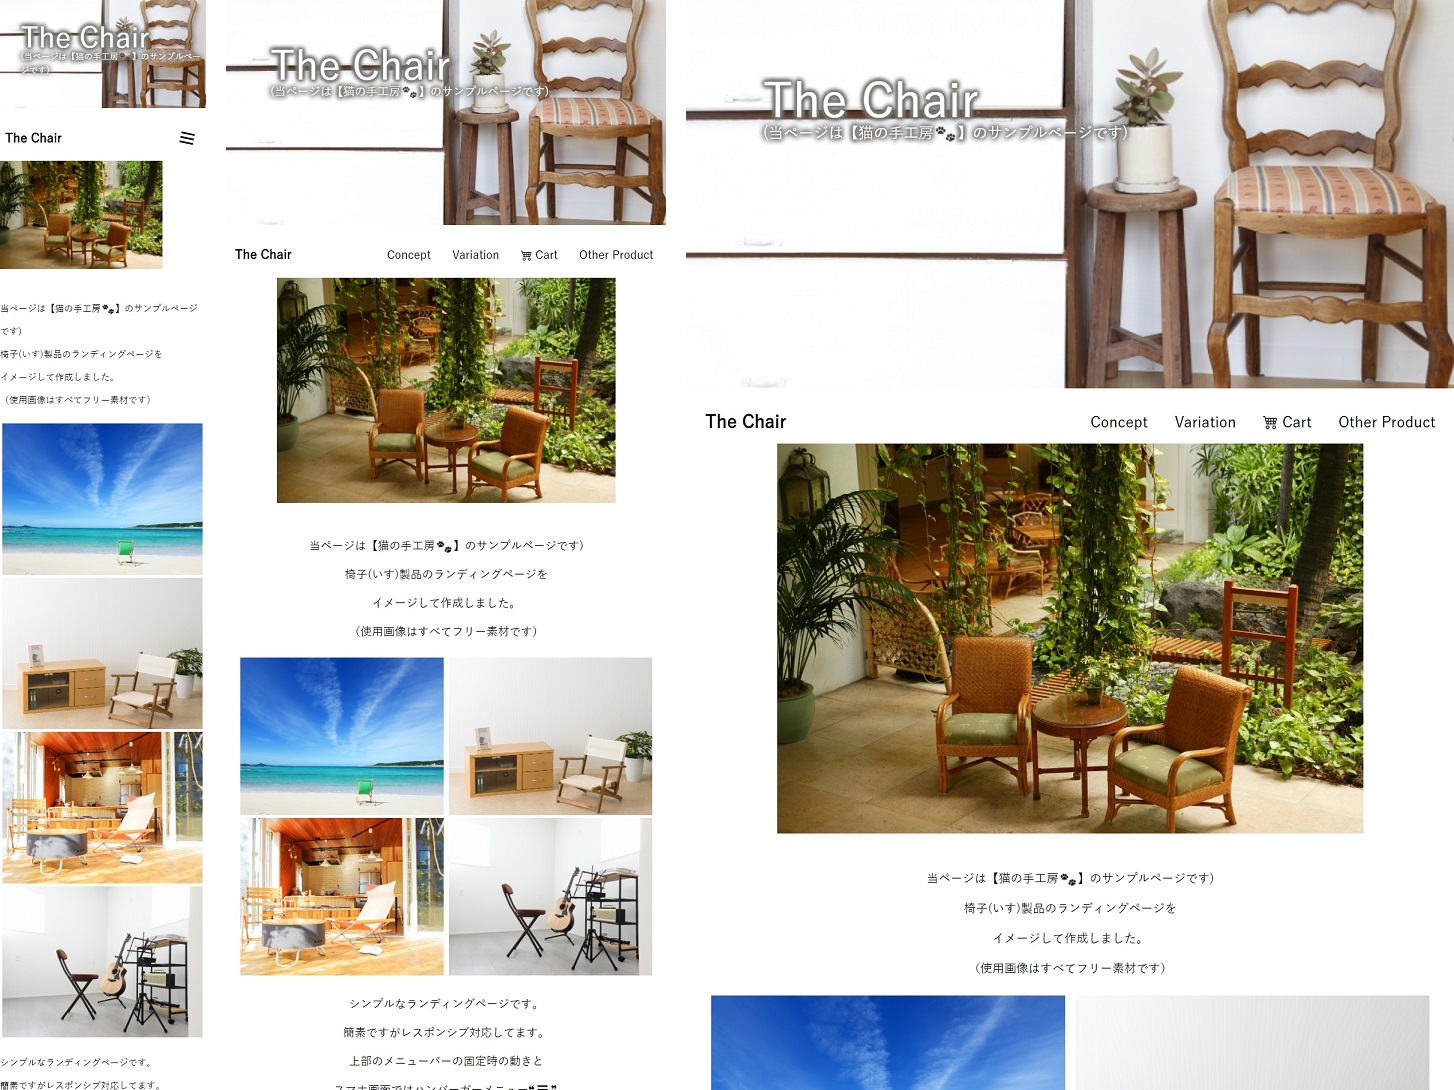 The Chair
(当ページは【猫の手工房🐾】のサンプルペー
ジです)
The Chair
当ページは【猫の手工房🐾】のサンプルページ
です)
椅子(いす)製品のランディングページを
イメージして作成しました。
（使用画像はすべてフリー素材です）
シンプルなランディングページです。
簡素ですがレスポンシブ対応してます。
The Chair
(当ページは【猫の手工房🐾】のサンプルページです)
The Chair
Concept Variation Cart Other Product
当ページは【猫の手工房🐾】のサンプルページです)
椅子(いす)製品のランディングページを
イメージして作成しました。
（使用画像はすべてフリー素材です）
シンプルなランディングページです。
簡素ですがレスポンシブ対応してます。
上部のメニューバーの固定時の動きと
スマホ画面ではハンバーガーメニュー❝☰❞
The Chair
(当ページは【猫の手工房🐾】のサンプルページです)
The Chair
Concept Variation Cart Other Product
当ページは【猫の手工房🐾】のサンプルページです)
椅子(いす)製品のランディングページを
イメージして作成しました。
（使用画像はすべてフリー素材です）